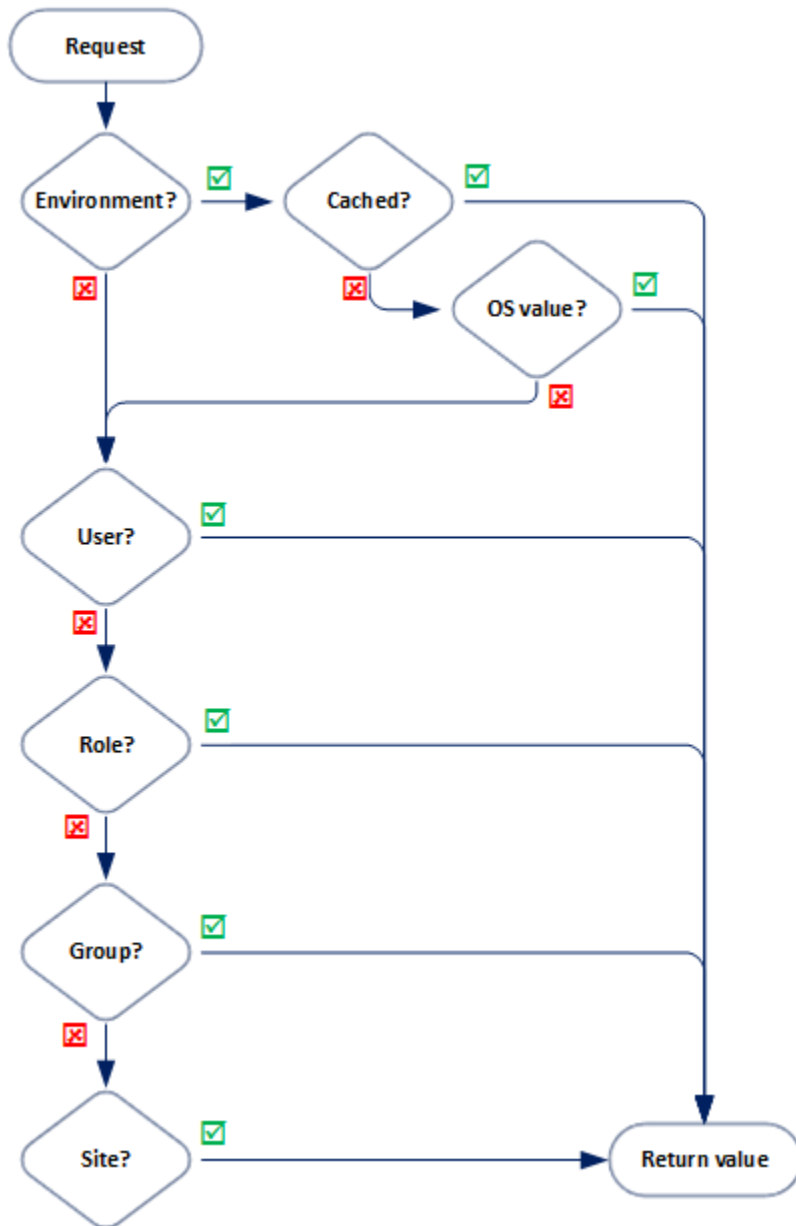 Request
Environment?
Cached?
OS value?
User?
Role?
Group?
Site?
Return value